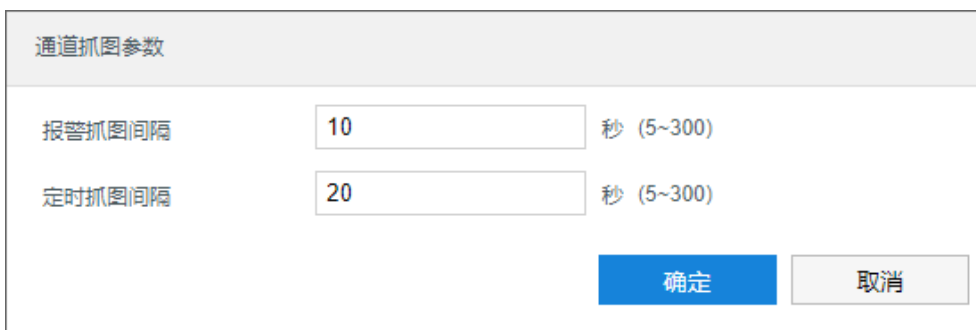 通道抓图参数
报警抓图间隔 10 秒 (5~300)
定时抓图间隔 20 秒 (5~300)
确定 取消